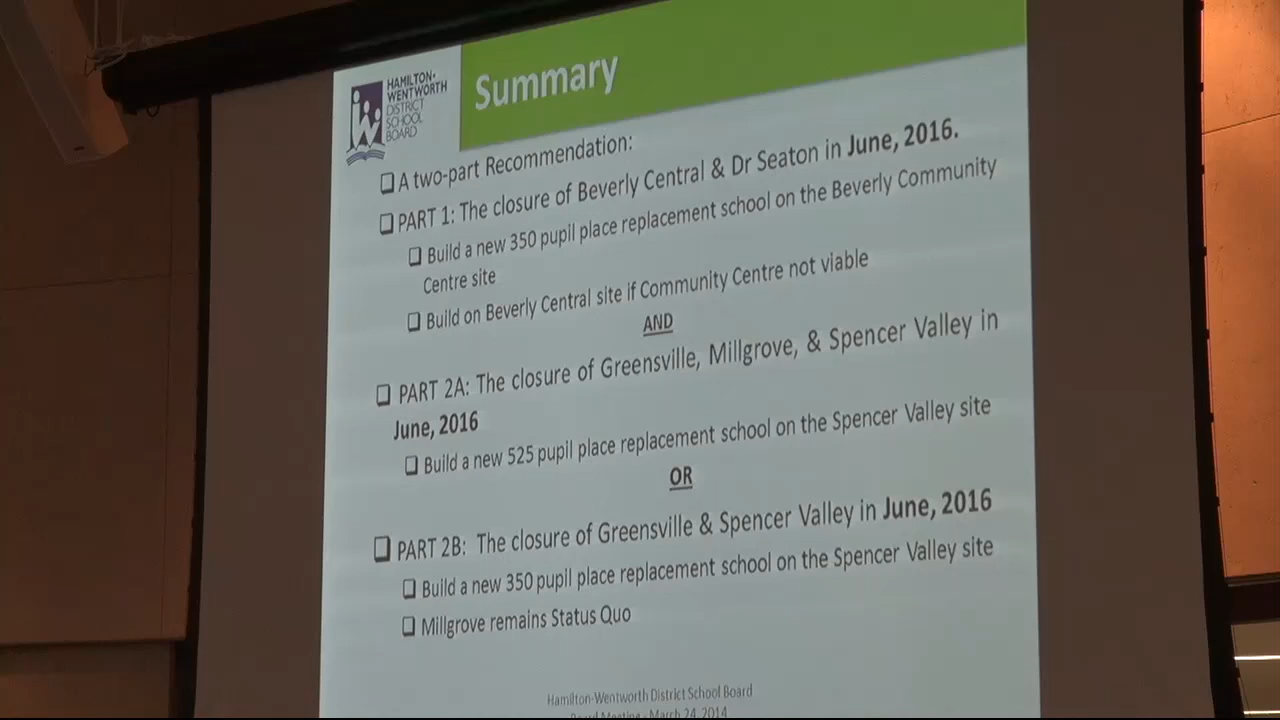 HAMILTON-
WENTWORTH
DISTRICT
SCHOOL
BOARD
Summary
❑ A two-part Recommendation:
❑ PART 1: The closure of Beverly Central & Dr Seaton in June, 2016.
❑ Build a new 350 pupil place replacement school on the Beverly Community
Centre site
❑ Build on Beverly Central site if Community Centre not viable
AND
❑ PART 2A: The closure of Greensville, Millgrove, & Spencer Valley in
June, 2016
❑ Build a new 525 pupil place replacement school on the Spencer Valley site
OR
❑ PART 2B: The closure of Greensville & Spencer Valley in June, 2016
❑ Build a new 350 pupil place replacement school on the Spencer Valley site
❑ Millgrove remains Status Quo
Hamilton-Wentworth District School Board
Board Meeting - March 24, 2014